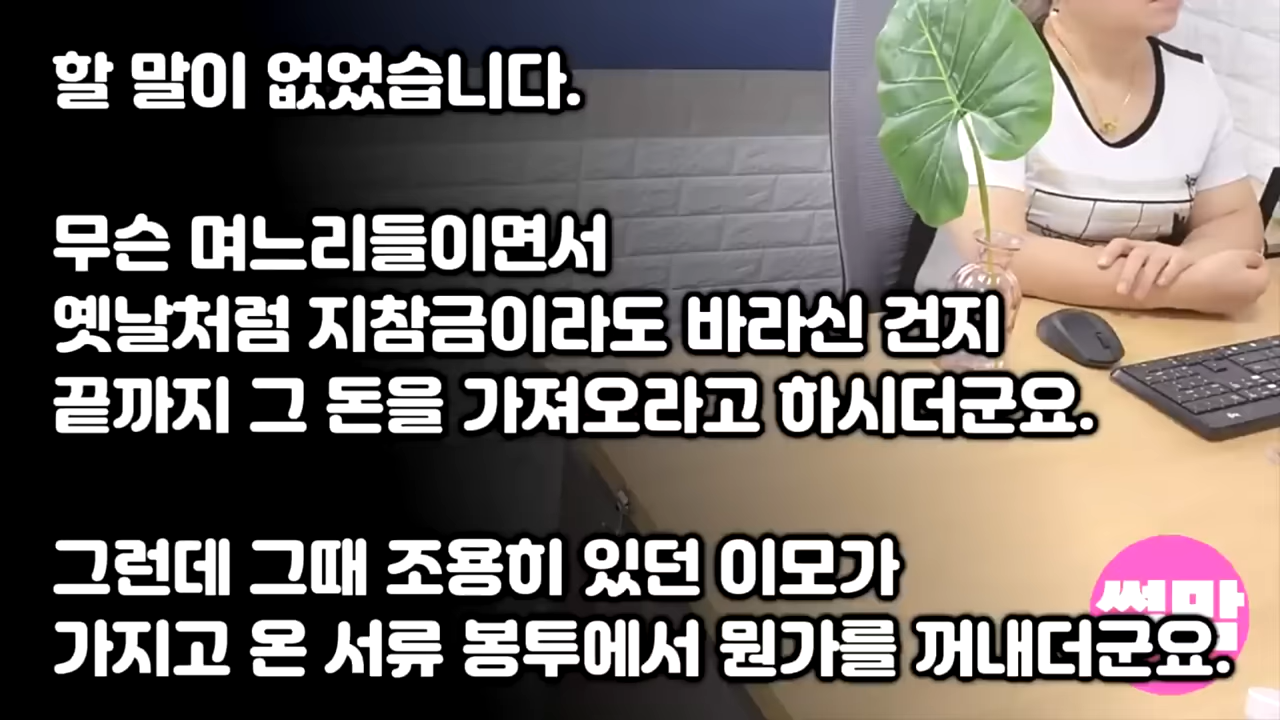 할 말이 없었습니다.
무슨 며느리들이면서
옛날처럼 지참금이라도 바라신 건지
끝까지 그 돈을 가져오라고 하시더군요.
그런데 그때 조용히 있던 이모가
가지고 온 서류 봉투에서 뭔가를 꺼내더군요.